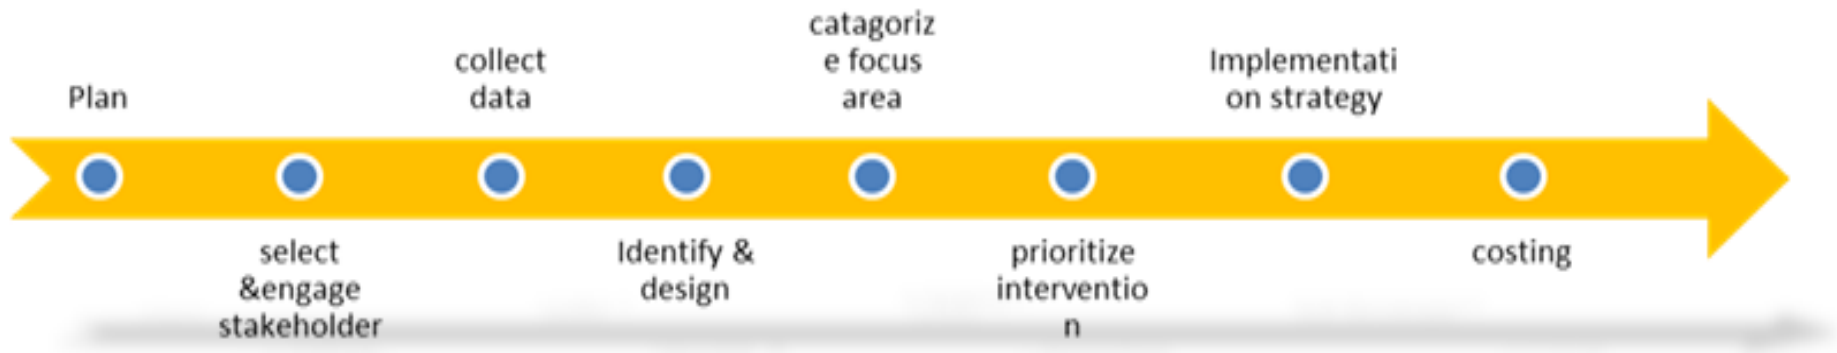 Plan
select
&engage
stakeholder
collect
data
Identify &
design
catagoriz
e focus
area
prioritize
interventio
n
Implementati
on strategy
costing